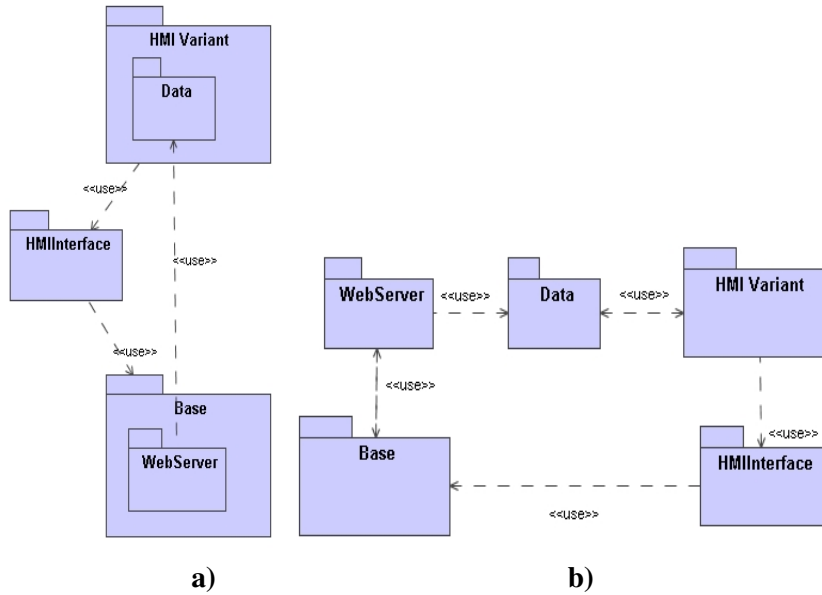 HMI Variant
Data
<<use>>
HMIInterface
<<use>>
<<use>>
Base
WebServer
a)
WebServer
<<use>>
Data
<<use>>
HMI Variant
<<use>>
<<use>>
Base
HMIInterface
<<use>>
b)